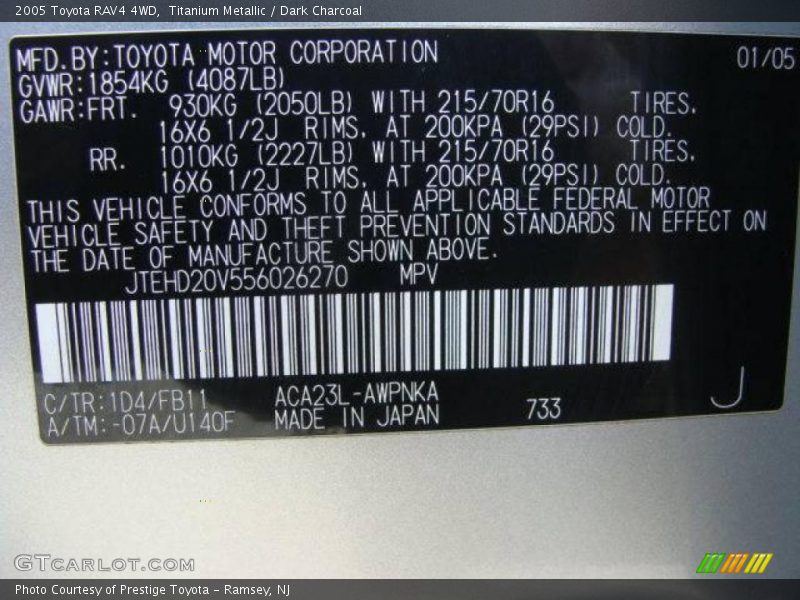 2005 Toyota RAV4 4WD,  Titanium Metallic / Dark Charcoal
MFD.BY:TOYOTA MOTOR CORPORATION 01/05
GVWR:1854KG (4087LB)
GAWR:FRT. 930KG (2050LB) WITH 215/70R16 TIRES.
16X6 1/2J RIMS. AT 200KPA (29PSI) COLD.
RR. 1010KG (2227LB) WITH 215/70R16 TIRES.
16X6 1/2J RIMS. AT 200KPA (29PSI) COLD.
THIS VEHICLE CONFORMS TO ALL APPLICABLE FEDERAL MOTOR
VEHICLE SAFETY AND THEFT PREVENTION STANDARDS IN EFFECT ON
THE DATE OF MANUFACTURE SHOWN ABOVE.
JTEHD20V556026270 MPV
C/TR:1D4/FB11 ACA23L-AWPNKA 733 J
A/TM:-07A/U140F MADE IN JAPAN
GTCARLOT.COM
Photo Courtesy of Prestige Toyota - Ramsey, NJ